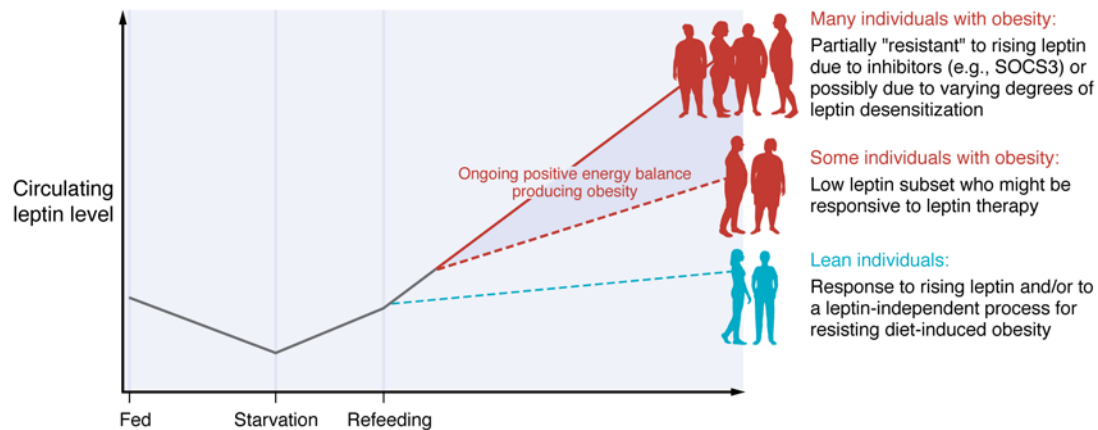 Many individuals with obesity:
Partially "resistant" to rising leptin
due to inhibitors (e.g., SOCS3) or
possibly due to varying degrees of
leptin desensitization
Ongoing positive energy balance
producing obesity
Some individuals with obesity:
Low leptin subset who might be
responsive to leptin therapy
Circulating
leptin level
Lean individuals:
Response to rising leptin and/or to
a leptin-independent process for
resisting diet-induced obesity
Fed
Starvation
Refeeding